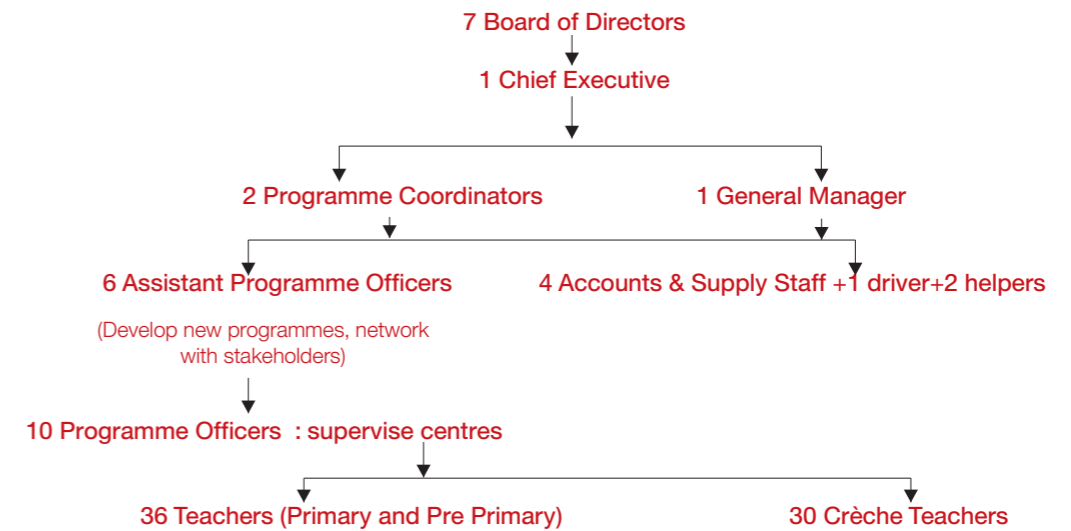 7 Board of Directors
1 Chief Executive
2 Programme Coordinators
1 General Manager
6 Assistant Programme Officers
4 Accounts & Supply Staff +1 driver+2 helpers
(Develop new programmes, network
with stakeholders)
10 Programme Officers : supervise centres
36 Teachers (Primary and Pre Primary)
30 Crèche Teachers